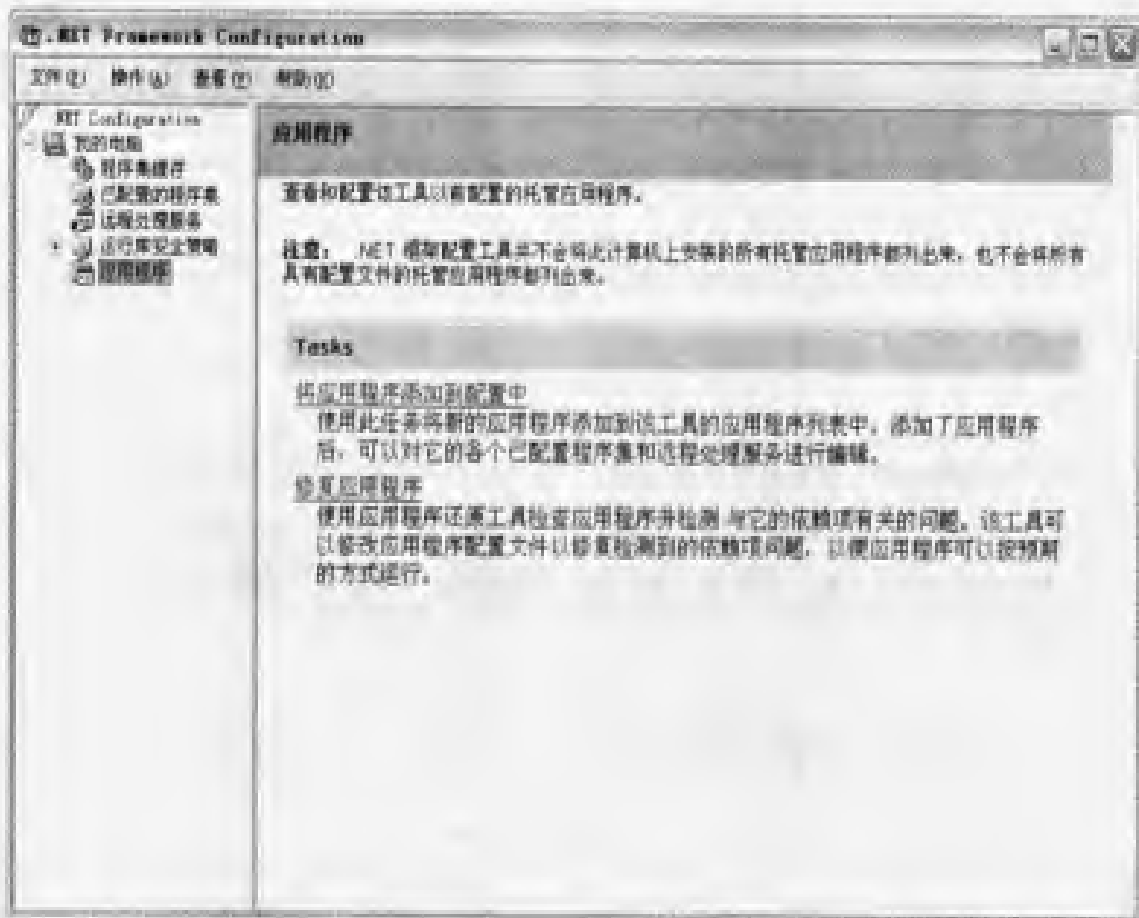 .NET Framework Configuration
文件(F) 操作(A) 查看(V) 帮助(H)
.NET Configuration
我的电脑
程序集缓存
已配置的程序集
远程处理服务
运行库安全策略
应用程序
应用程序
查看和配置该工具以前配置的托管应用程序。
注意: .NET 框架配置工具并不会将此计算机上安装的所有托管应用程序都列出来,也不会将所有
具有配置文件的托管应用程序都列出来。
Tasks
将应用程序添加到配置中
使用此任务将新的应用程序添加到该工具的应用程序列表中。添加了应用程序
后,可以对它的各个已配置程序集和远程处理服务进行编辑。
修复应用程序
使用应用程序还原工具检查应用程序并检测 与它的依赖项有关的问题。该工具可
以修改应用程序配置文件以修复检测到的依赖项问题,以便应用程序可以按预期
的方式运行。